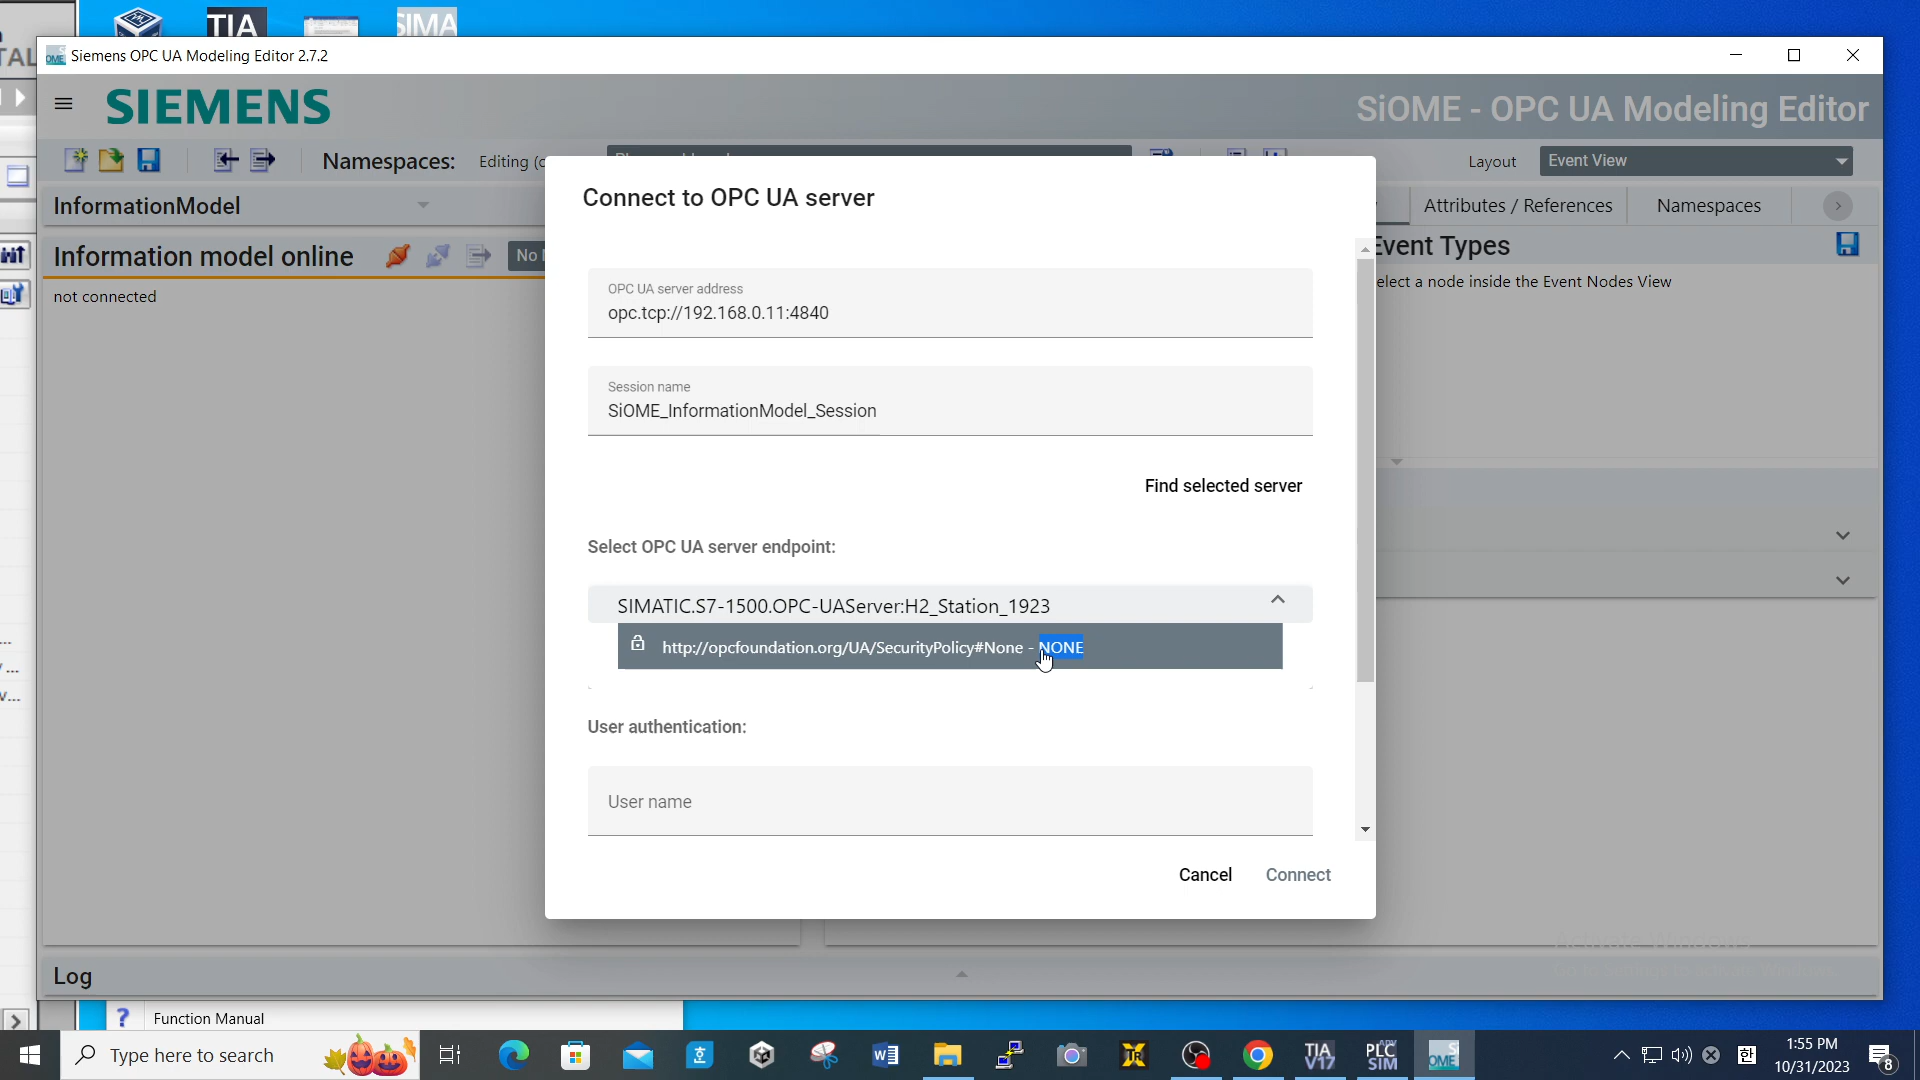 TIA
SIMA
TAL
Siemens OPC UA Modeling Editor 2.7.2
SIEMENS
SiOME - OPC UA Modeling Editor
Namespaces:
Editing
Layout
Event View
InformationModel
Attributes / References
Namespaces
Information model online
Event Types
not connected
elect a node inside the Event Nodes View
Connect to OPC UA server
OPC UA server address
opc.tcp://192.168.0.11:4840
Session name
SiOME_InformationModel_Session
Find selected server
Select OPC UA server endpoint:
SIMATIC.S7-1500.OPC-UAServer:H2_Station_1923
http://opcfoundation.org/UA/SecurityPolicy#None - NONE
User authentication:
User name
Cancel
Connect
Log
Function Manual
Type here to search
TIA V17
PLC SIM
OME
한
1:55 PM
10/31/2023
8